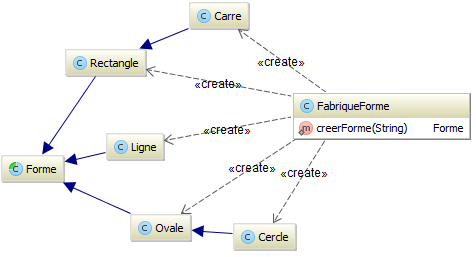 Carre
«create»
Rectangle
«create»
FabriqueForme
creerForme(String) Forme
«create»
Ligne
«create»
Forme
«create»
Ovale
Cercle